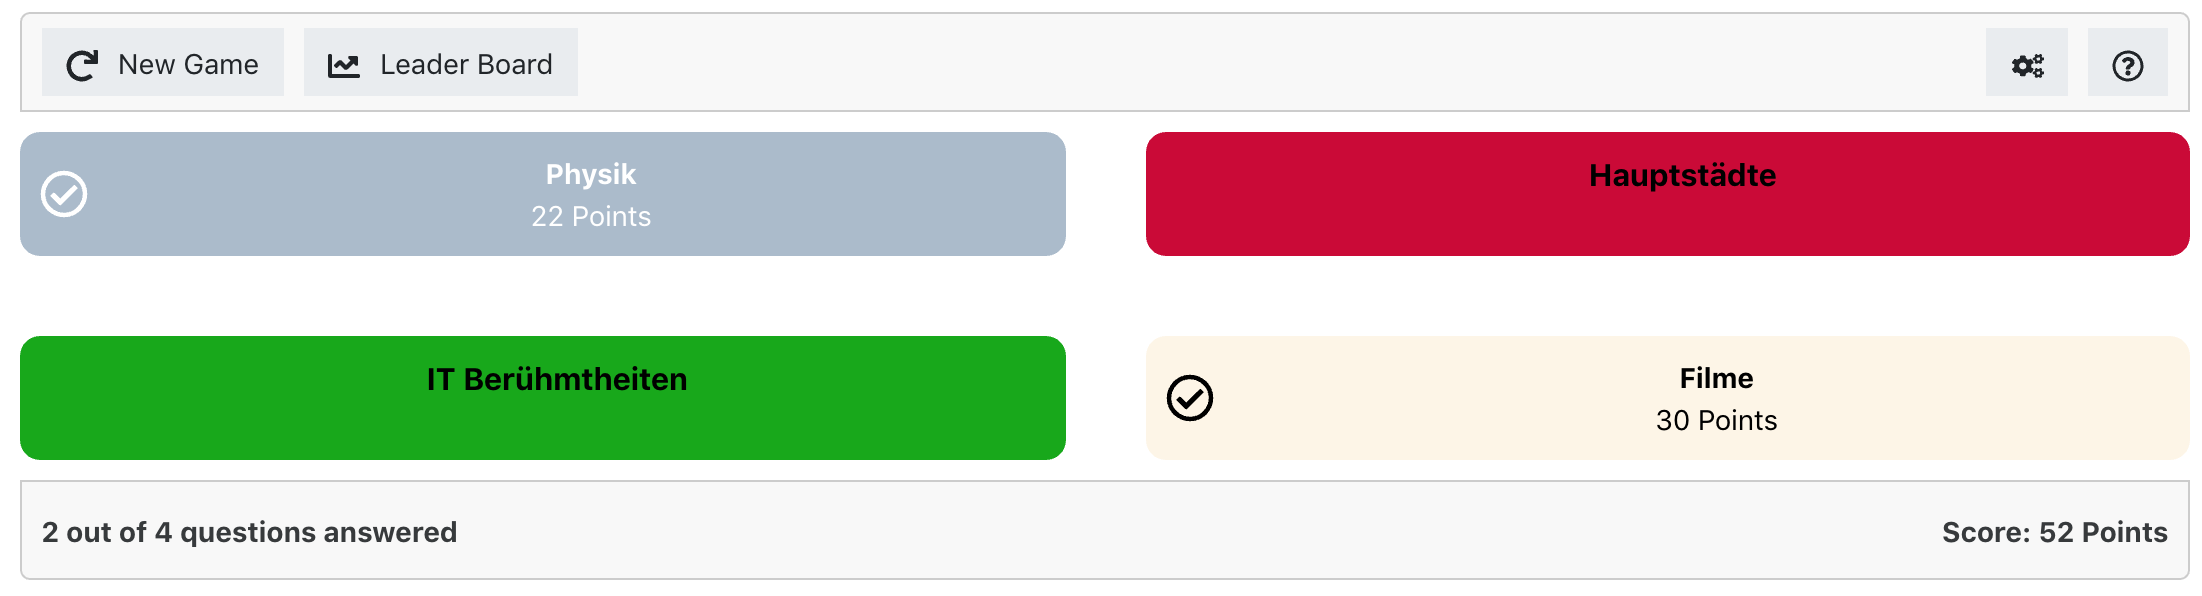 New Game
Leader Board
Physik
22 Points
Hauptstädte
IT Berühmtheiten
Filme
30 Points
2 out of 4 questions answered
Score: 52 Points